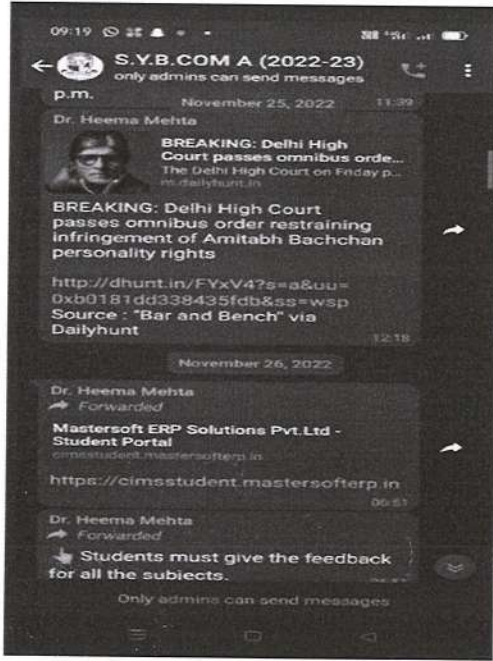 09:19
S.Y.B.COM A (2022-23)
only admins can send messages
p.m.
November 25, 2022 11:39
Dr. Heema Mehta
BREAKING: Delhi High
Court passes omnibus orde...
The Delhi High Court on Friday p...
m.dailyhunt.in
BREAKING: Delhi High Court
passes omnibus order restraining
infringement of Amitabh Bachchan
personality rights
http://dhunt.in/FYxV4?s=a&uu=
0xb0181dd338435fdb&ss=wsp
Source : "Bar and Bench" via
Dailyhunt
12:18
November 26, 2022
Dr. Heema Mehta
Forwarded
Mastersoft ERP Solutions Pvt.Ltd -
Student Portal
cimsstudent.mastersofterp.in
https://cimsstudent.mastersofterp.in
06:51
Dr. Heema Mehta
Forwarded
Students must give the feedback
for all the subjects.
Only admins can send messages